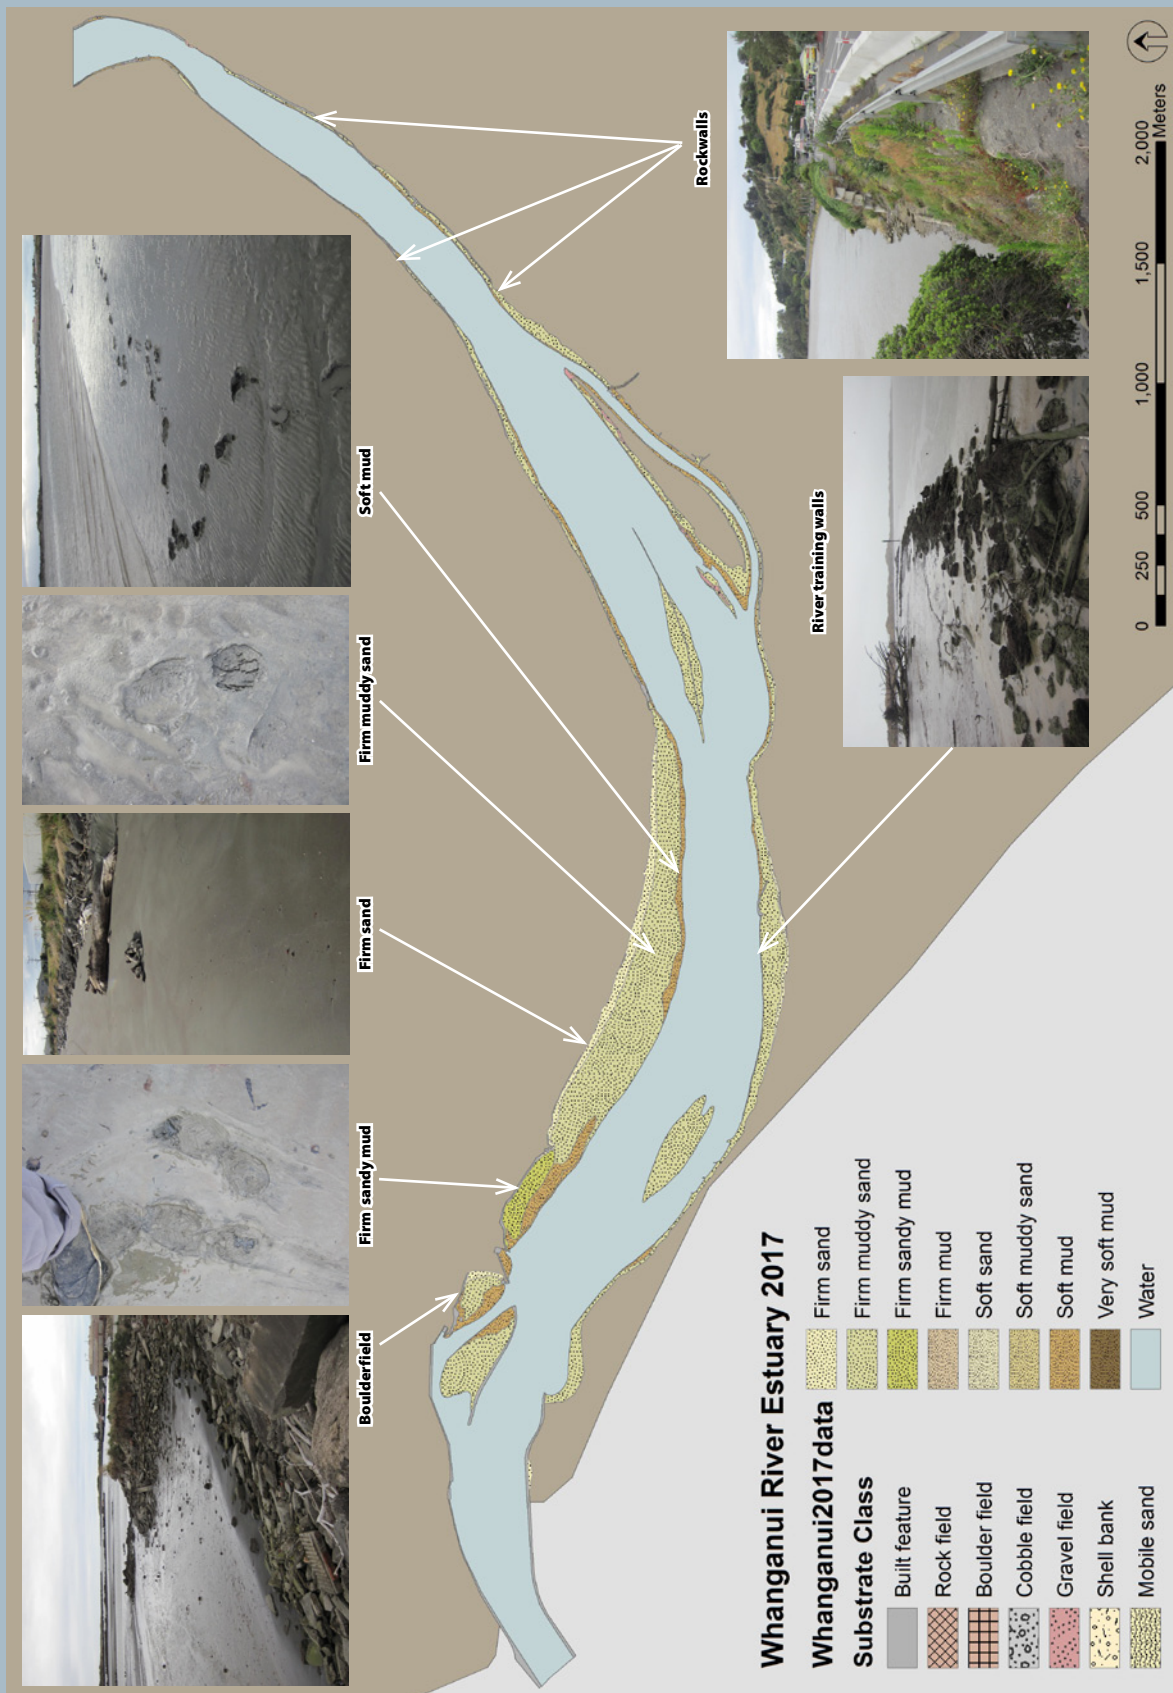 Boulderfield
Firm sandy mud
Firm sand
Firm muddy sand
Soft mud
Rockwalls
River training walls
Whanganui River Estuary 2017
Whanganui2017data
Substrate Class
Built feature
Rock field
Boulder field
Cobble field
Gravel field
Shell bank
Mobile sand
Firm sand
Firm muddy sand
Firm sandy mud
Firm mud
Soft sand
Soft muddy sand
Soft mud
Very soft mud
Water
0 250 500 1,000 1,500 2,000
Meters